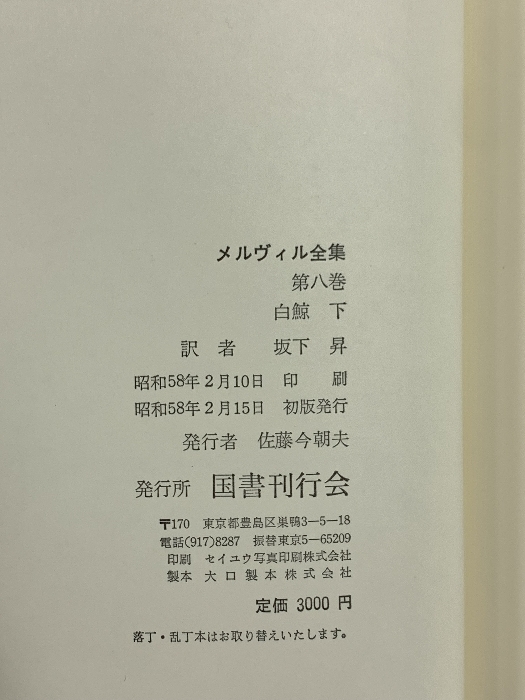 メルヴィル全集
第八巻
白鯨 下
訳者 坂下昇
昭和58年2月10日 印刷
昭和58年2月15日 初版発行
発行者 佐藤今朝夫
発行所 国書刊行会
〒170 東京都豊島区巣鴨3-5-18
電話(917)8287 振替東京5-65209
印刷 セイユウ写真印刷株式会社
製本 大口製本株式会社
定価 3000 円
落丁・乱丁本はお取り替えいたします。